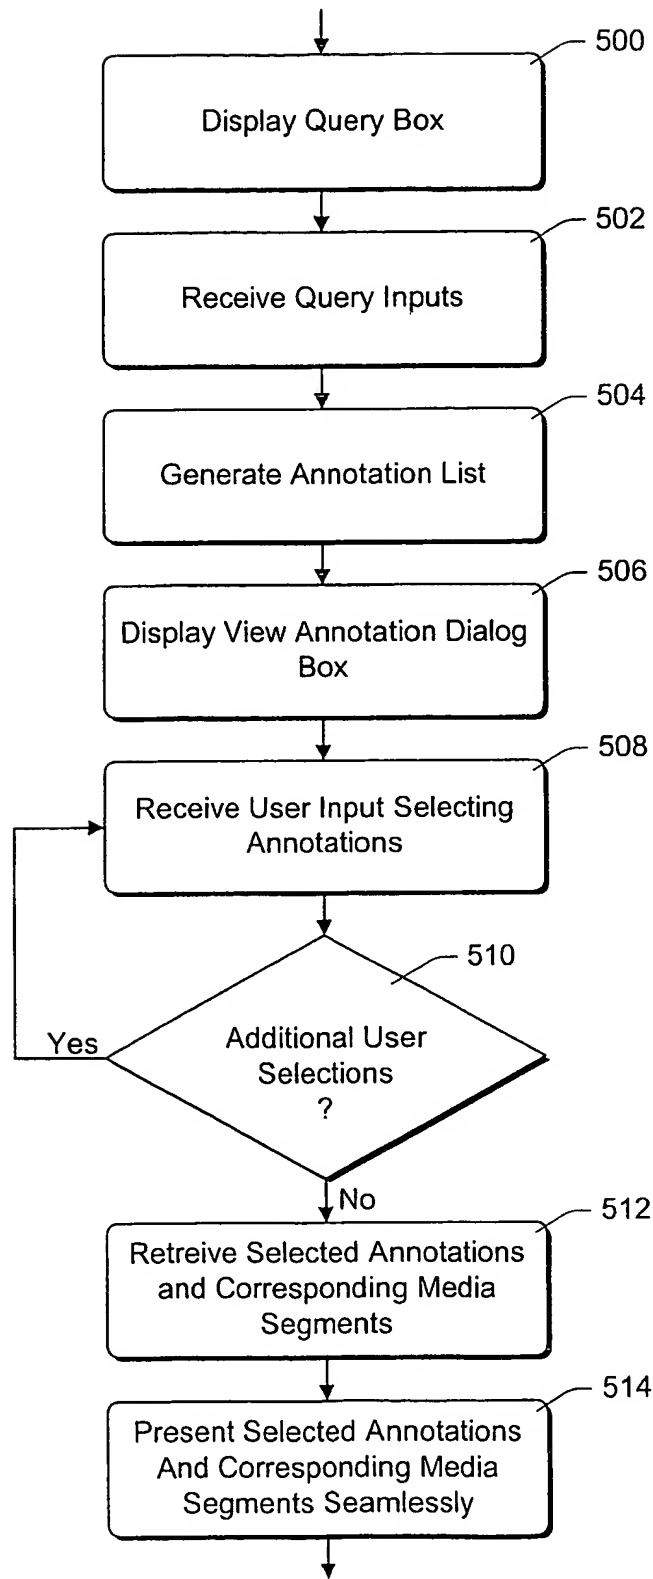 500
Display Query Box
502
Receive Query Inputs
504
Generate Annotation List
506
Display View Annotation Dialog
Box
508
Receive User Input Selecting
Annotations
510
Yes
Additional User
Selections
?
No
512
Retreive Selected Annotations
and Corresponding Media
Segments
514
Present Selected Annotations
And Corresponding Media
Segments Seamlessly